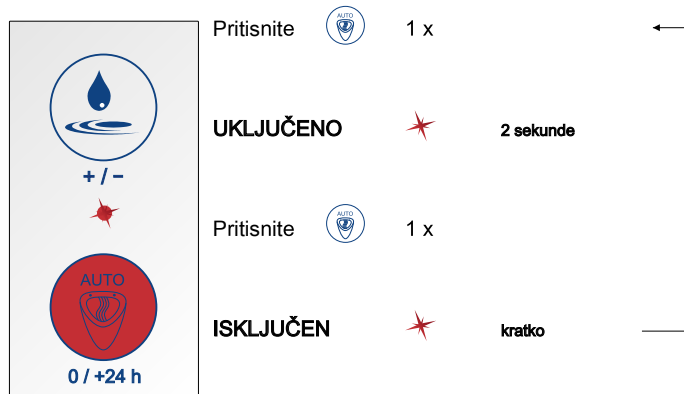 Pritisnite AUTO 1 x
UKLJUČENO 2 sekunde
+ / −
Pritisnite AUTO 1 x
AUTO
ISKLJUČEN kratko
0 / +24 h